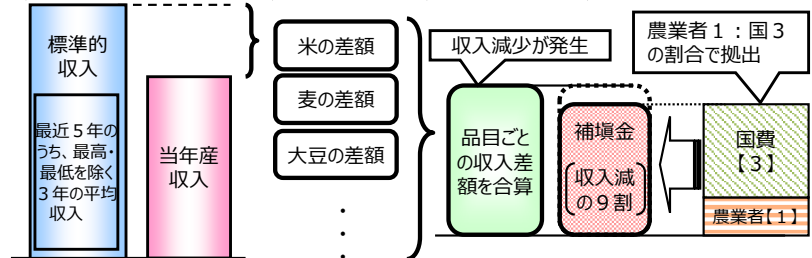 標準的
収入
最近５年の
うち、最高・
最低を除く
３年の平均
収入
当年産
収入
米の差額
麦の差額
大豆の差額
・
・
・
収入減少が発生
品目ごと
の収入差
額を合算
補塡金
収入減
の９割
農業者１：国３
の割合で拠出
国費
【３】
農業者【１】